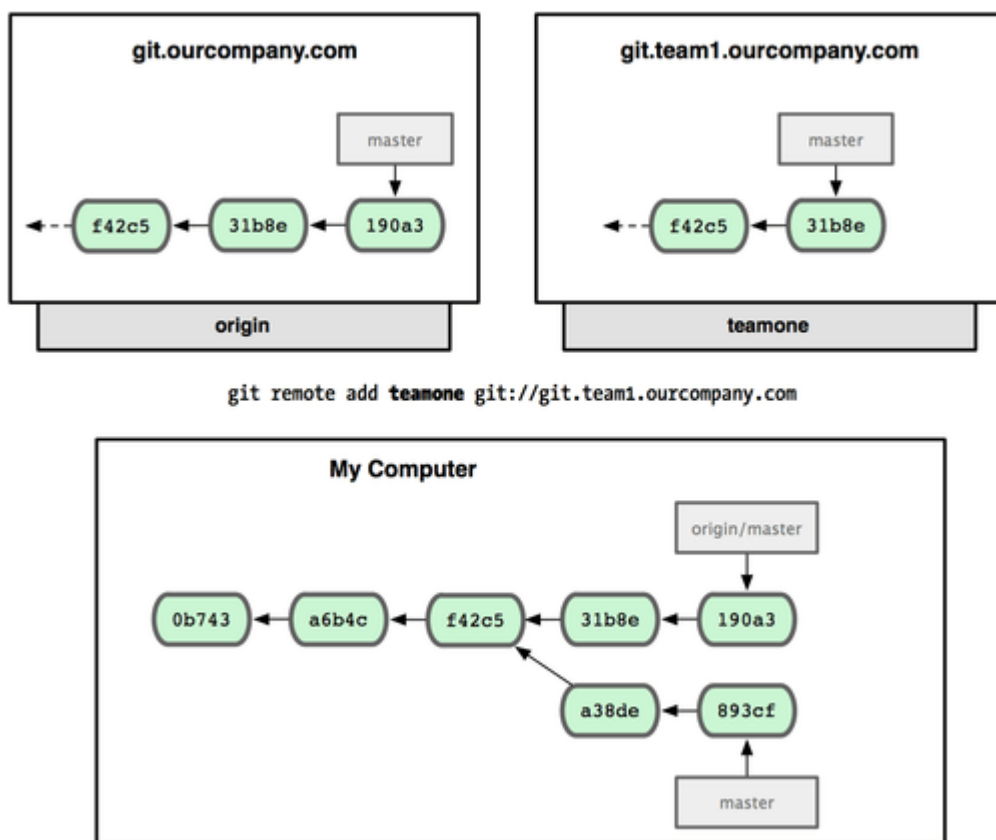 git.ourcompany.com
master
f42c5 31b8e 190a3
origin
git.team1.ourcompany.com
master
f42c5 31b8e
teamone
git remote add teamone git://git.team1.ourcompany.com
My Computer
origin/master
0b743 a6b4c f42c5 31b8e 190a3
a38de 893cf
master